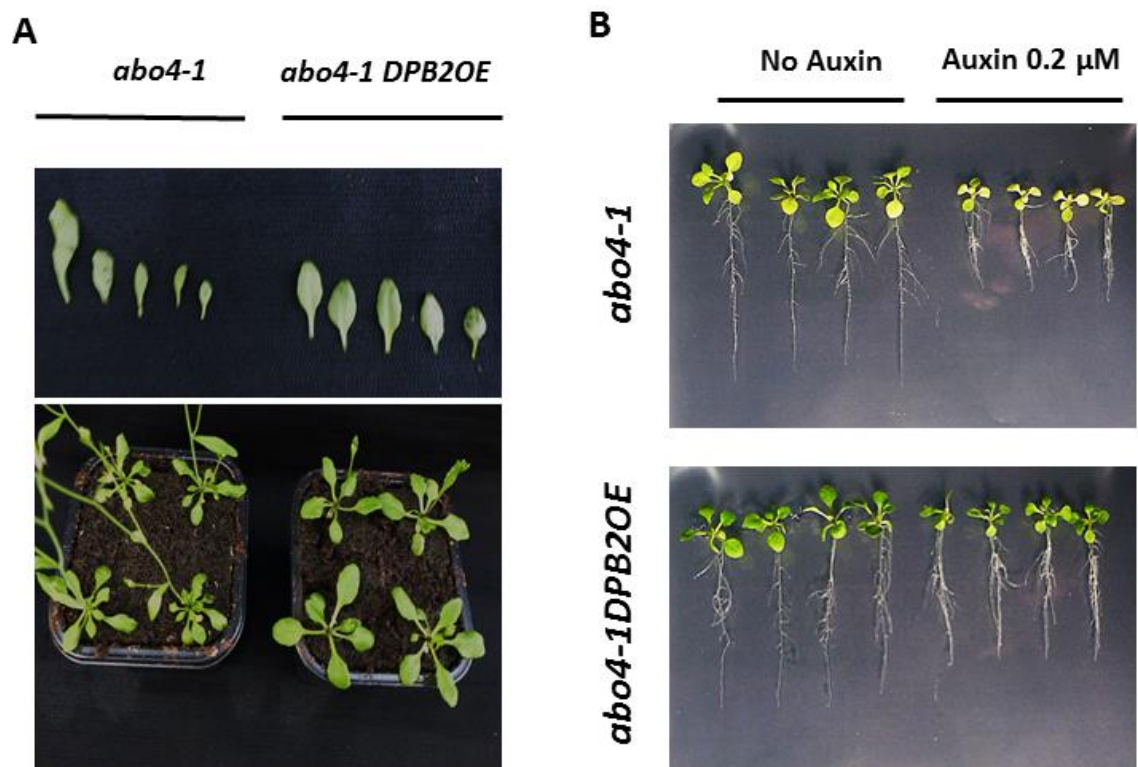 A
abo4-1
abo4-1 DPB2OE
B
No Auxin
Auxin 0.2 µM
abo4-1
abo4-1DPB2OE